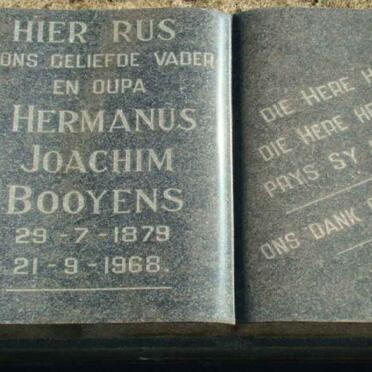 HIER RUS
ONS GELIEFDE VADER
EN OUPA
HERMANUS
JOACHIM
BOOYENS
29-7-1879
21-9-1968.
DIE HERE
DIE HERE
PRYS SY
ONS DANK